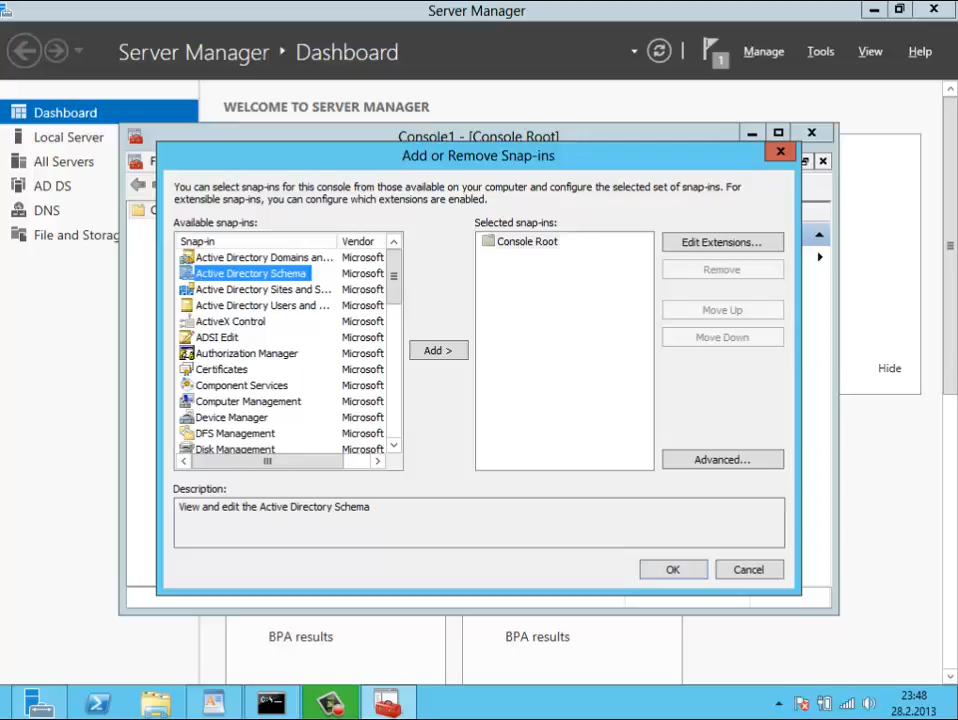 Server Manager
Server Manager ‣ Dashboard
1
Manage
Tools
View
Help
Dashboard
Local Server
All Servers
AD DS
DNS
File and Storag
WELCOME TO SERVER MANAGER
Console1 - [Console Root]
F
C
Add or Remove Snap-ins
You can select snap-ins for this console from those available on your computer and configure the selected set of snap-ins. For
extensible snap-ins, you can configure which extensions are enabled.
Available snap-ins:
Snap-in Vendor
Active Directory Domains an... Microsoft
Active Directory Schema Microsoft
Active Directory Sites and S... Microsoft
Active Directory Users and ... Microsoft
ActiveX Control Microsoft
ADSI Edit Microsoft
Authorization Manager Microsoft
Certificates Microsoft
Component Services Microsoft
Computer Management Microsoft
Device Manager Microsoft
DFS Management Microsoft
Disk Management Microsoft
Add >
Selected snap-ins:
Console Root
Edit Extensions...
Remove
Move Up
Move Down
Advanced...
Description:
View and edit the Active Directory Schema
OK
Cancel
Hide
BPA results
BPA results
23:48
28.2.2013